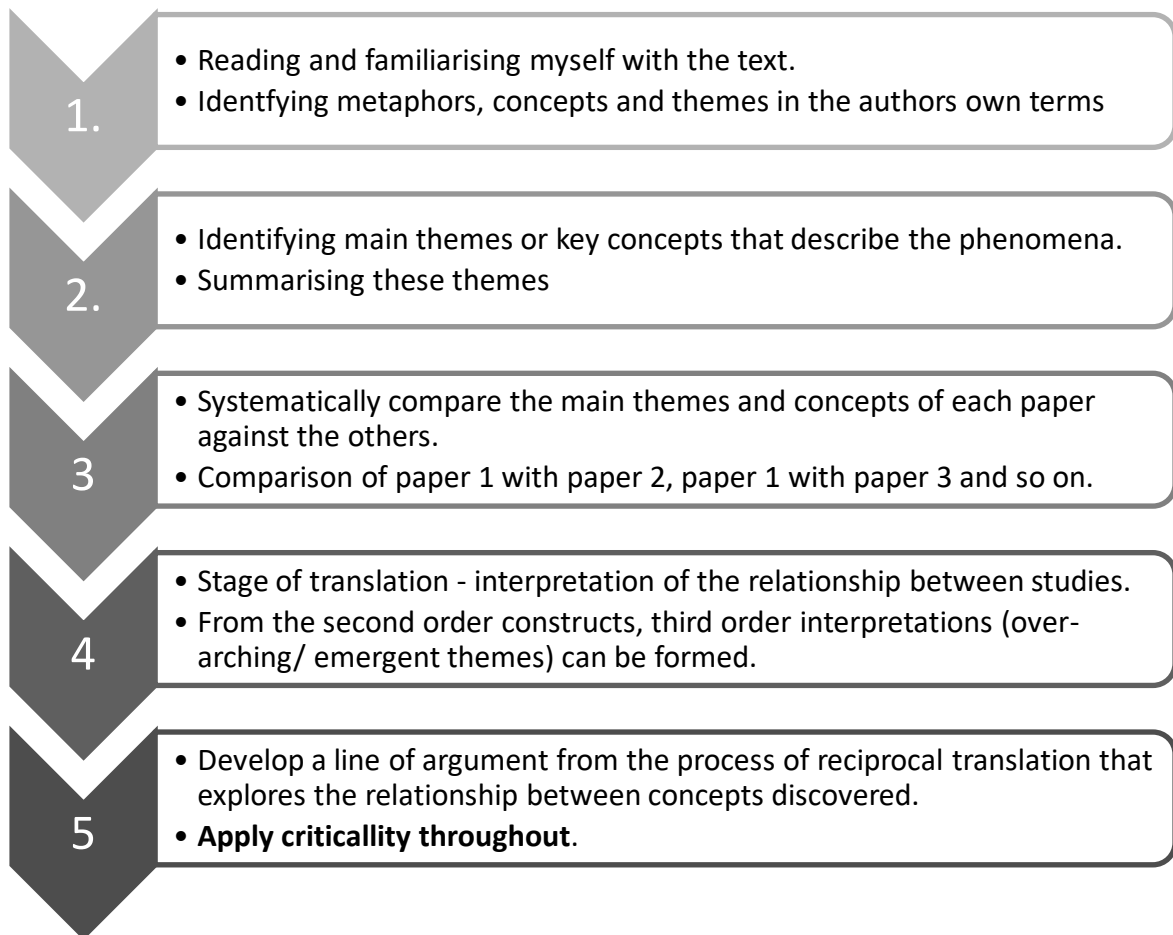 1.
• Reading and familiarising myself with the text.
• Identfying metaphors, concepts and themes in the authors own terms
2.
• Identifying main themes or key concepts that describe the phenomena.
• Summarising these themes
3
• Systematically compare the main themes and concepts of each paper
against the others.
• Comparison of paper 1 with paper 2, paper 1 with paper 3 and so on.
4
• Stage of translation - interpretation of the relationship between studies.
• From the second order constructs, third order interpretations (over-
arching/ emergent themes) can be formed.
5
• Develop a line of argument from the process of reciprocal translation that
explores the relationship between concepts discovered.
• Apply criticallity throughout.